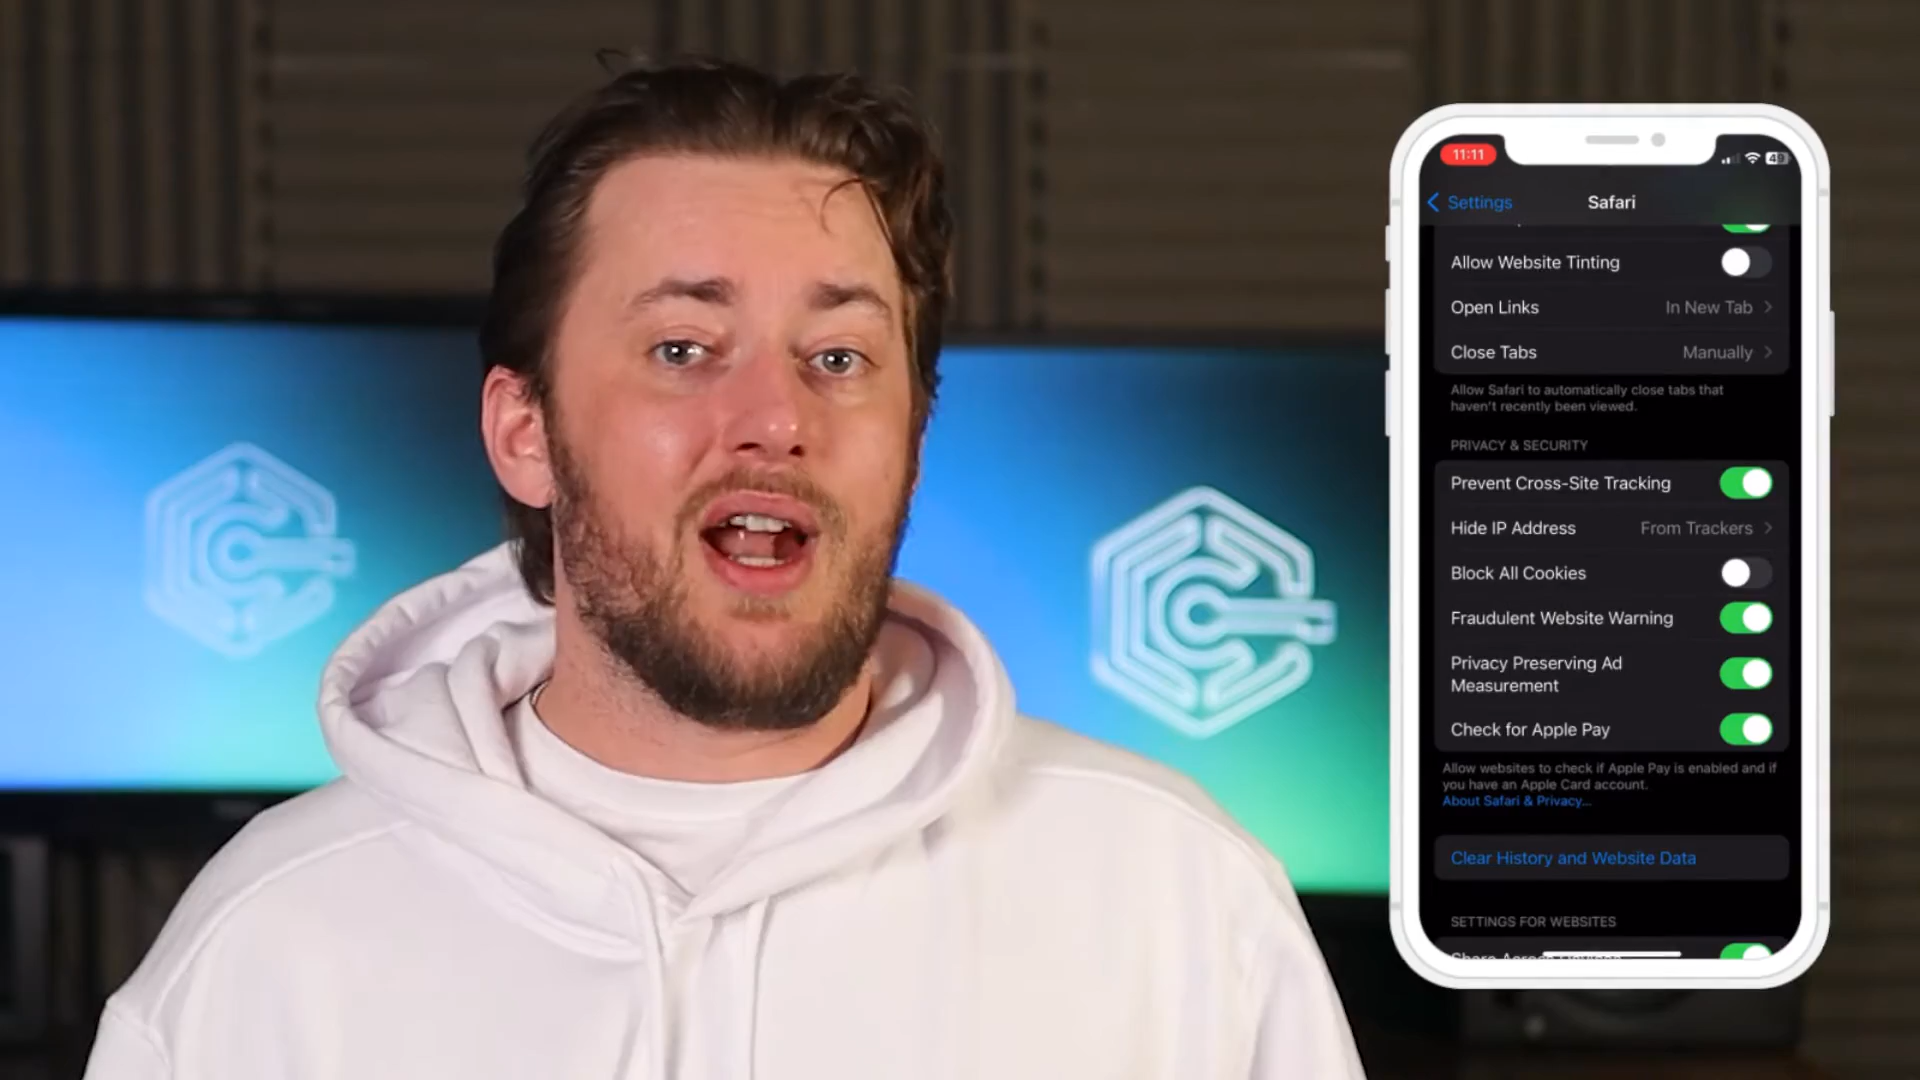 11:11
49
Settings
Safari
Allow Website Tinting
Open Links In New Tab
Close Tabs Manually
Allow Safari to automatically close tabs that
haven't recently been viewed.
PRIVACY & SECURITY
Prevent Cross-Site Tracking
Hide IP Address From Trackers
Block All Cookies
Fraudulent Website Warning
Privacy Preserving Ad
Measurement
Check for Apple Pay
Allow websites to check if Apple Pay is enabled and if
you have an Apple Card account.
About Safari & Privacy...
Clear History and Website Data
SETTINGS FOR WEBSITES
Share Across Devices